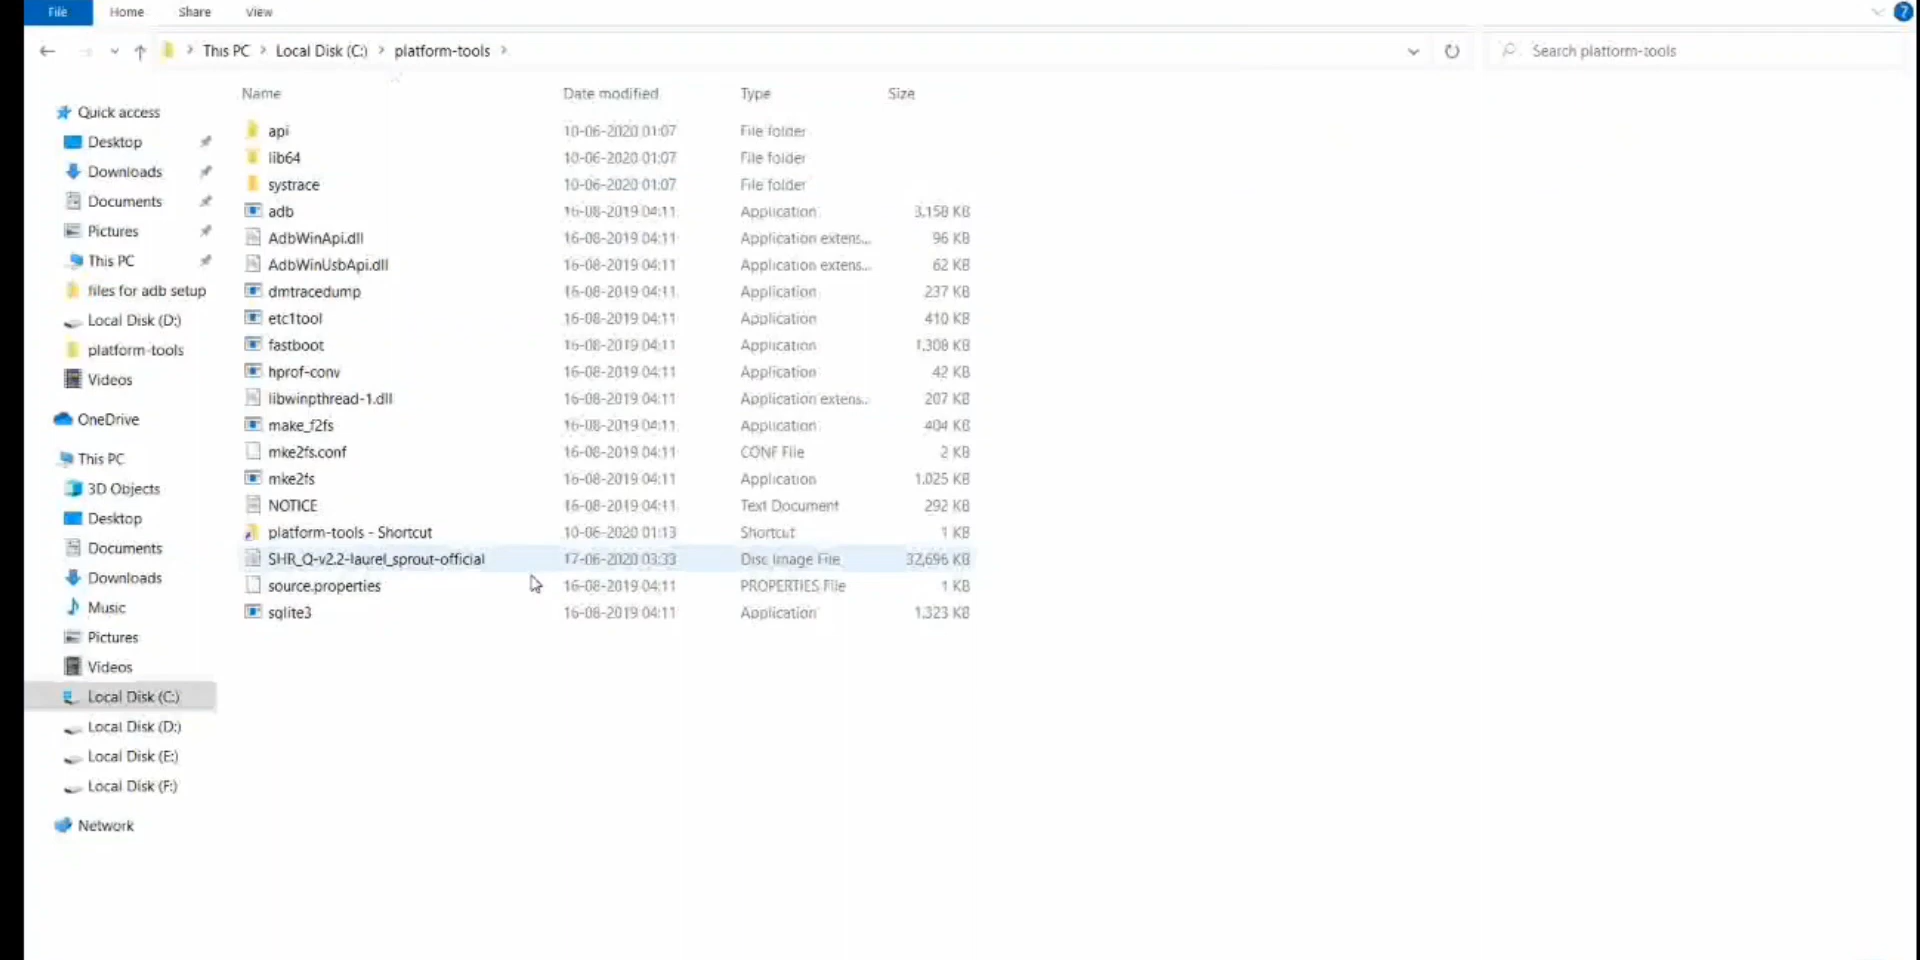 File Home Share View
This PC Local Disk (C:) platform-tools
Search platform-tools
Name Date modified Type Size
Quick access
Desktop
Downloads
Documents
Pictures
This PC
files for adb setup
Local Disk (D:)
platform-tools
Videos
OneDrive
This PC
3D Objects
Desktop
Documents
Downloads
Music
Pictures
Videos
Local Disk (C:)
Local Disk (D:)
Local Disk (E:)
Local Disk (F:)
Network
api 10-06-2020 01:07 File folder
lib64 10-06-2020 01:07 File folder
systrace 10-06-2020 01:07 File folder
adb 16-08-2019 04:11 Application 3,158 KB
AdbWinApi.dll 16-08-2019 04:11 Application extens... 96 KB
AdbWinUsbApi.dll 16-08-2019 04:11 Application extens... 62 KB
dmtracedump 16-08-2019 04:11 Application 237 KB
etc1tool 16-08-2019 04:11 Application 410 KB
fastboot 16-08-2019 04:11 Application 1,308 KB
hprof-conv 16-08-2019 04:11 Application 42 KB
libwinpthread-1.dll 16-08-2019 04:11 Application extens... 207 KB
make_f2fs 16-08-2019 04:11 Application 404 KB
mke2fs.conf 16-08-2019 04:11 CONF File 2 KB
mke2fs 16-08-2019 04:11 Application 1,025 KB
NOTICE 16-08-2019 04:11 Text Document 292 KB
platform-tools - Shortcut 10-06-2020 01:13 Shortcut 1 KB
SHR_Q-v2.2-laurel_sprout-official 17-06-2020 03:33 Disc Image File 32,696 KB
source.properties 16-08-2019 04:11 PROPERTIES File 1 KB
sqlite3 16-08-2019 04:11 Application 1,323 KB